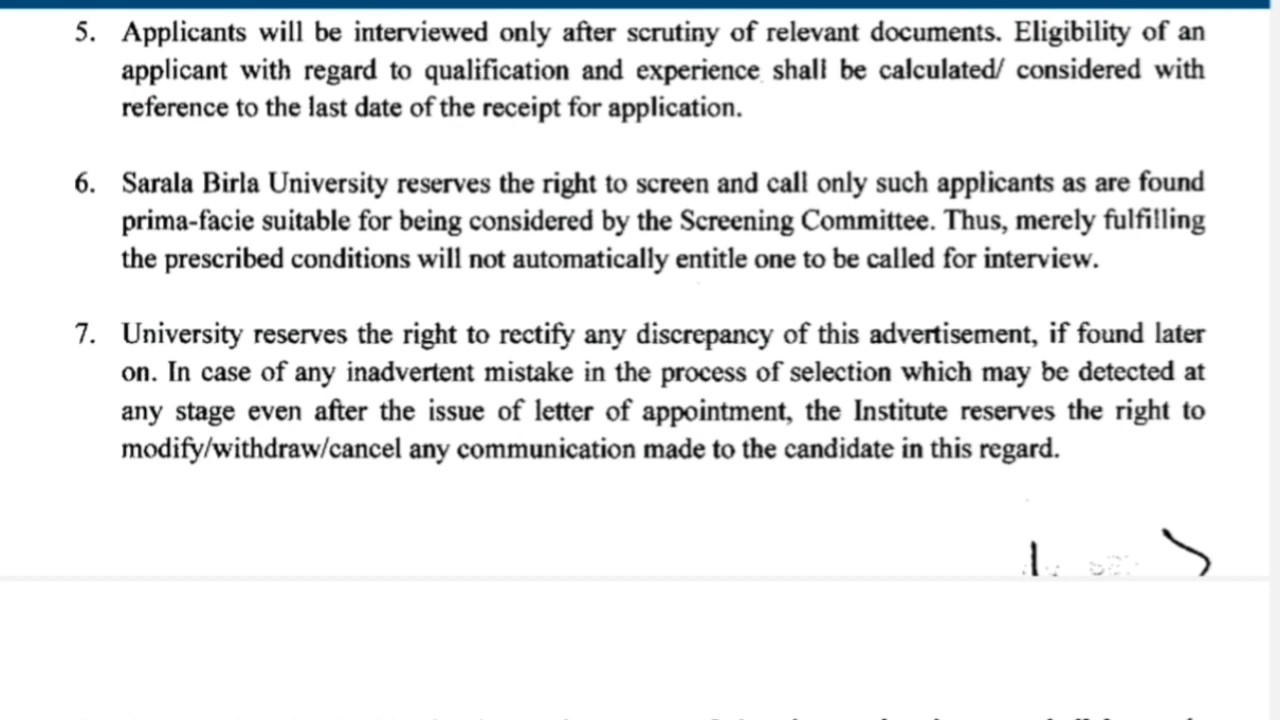 5. Applicants will be interviewed only after scrutiny of relevant documents. Eligibility of an
applicant with regard to qualification and experience shall be calculated/ considered with
reference to the last date of the receipt for application.
6. Sarala Birla University reserves the right to screen and call only such applicants as are found
prima-facie suitable for being considered by the Screening Committee. Thus, merely fulfilling
the prescribed conditions will not automatically entitle one to be called for interview.
7. University reserves the right to rectify any discrepancy of this advertisement, if found later
on. In case of any inadvertent mistake in the process of selection which may be detected at
any stage even after the issue of letter of appointment, the Institute reserves the right to
modify/withdraw/cancel any communication made to the candidate in this regard.